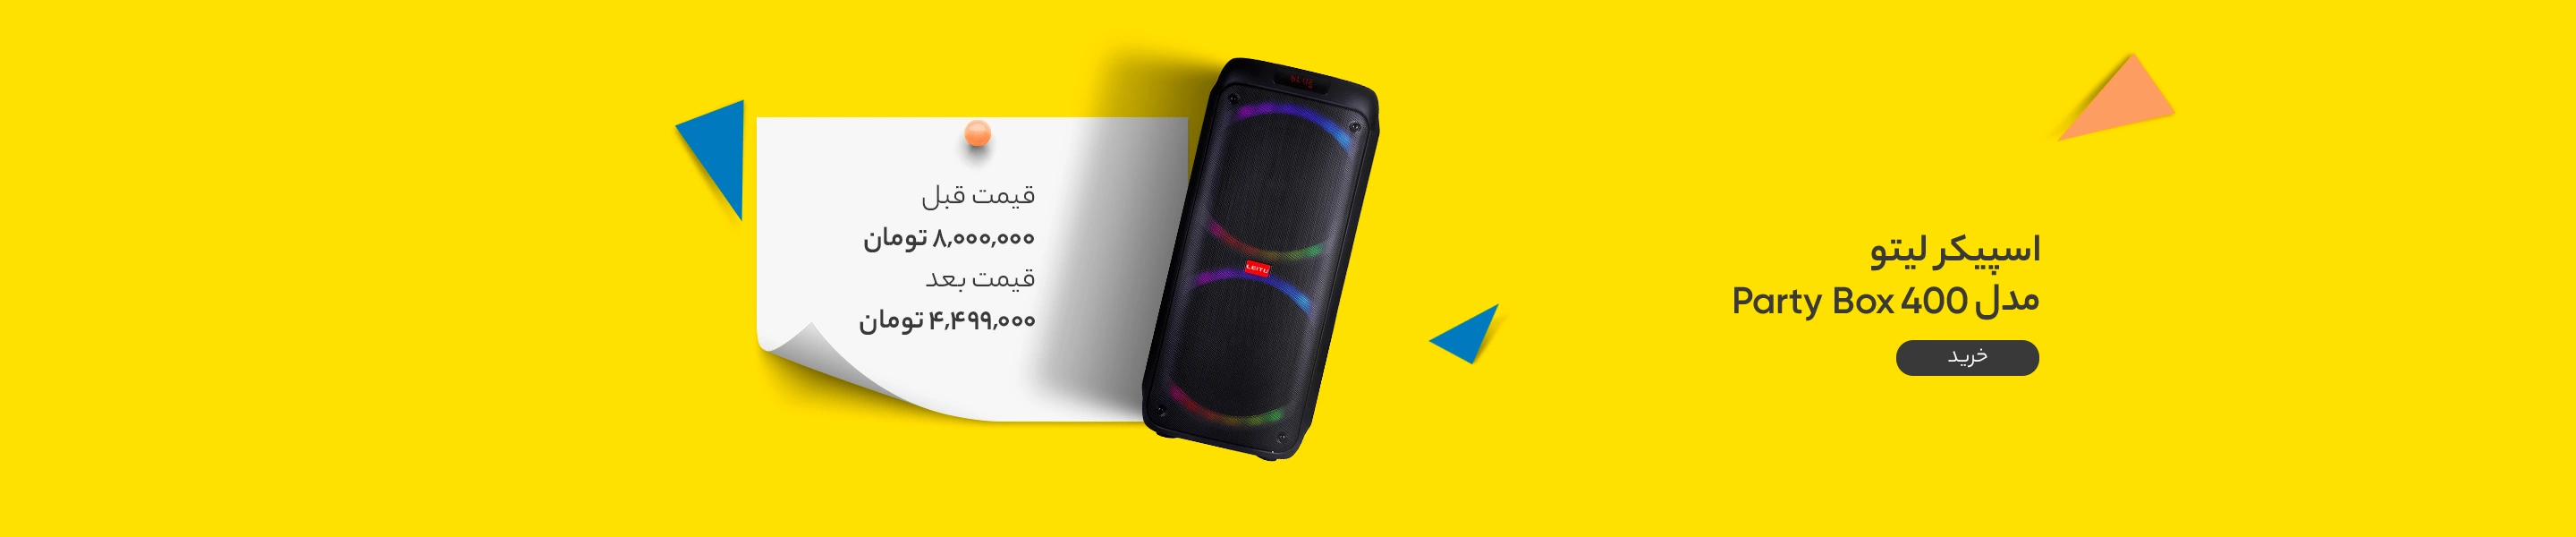 اسپیکر لیتو
مدل Party Box 400
خرید
قیمت قبل
۸,۰۰۰,۰۰۰ تومان
قیمت بعد
۴,۴۹۹,۰۰۰ تومان
LEITU